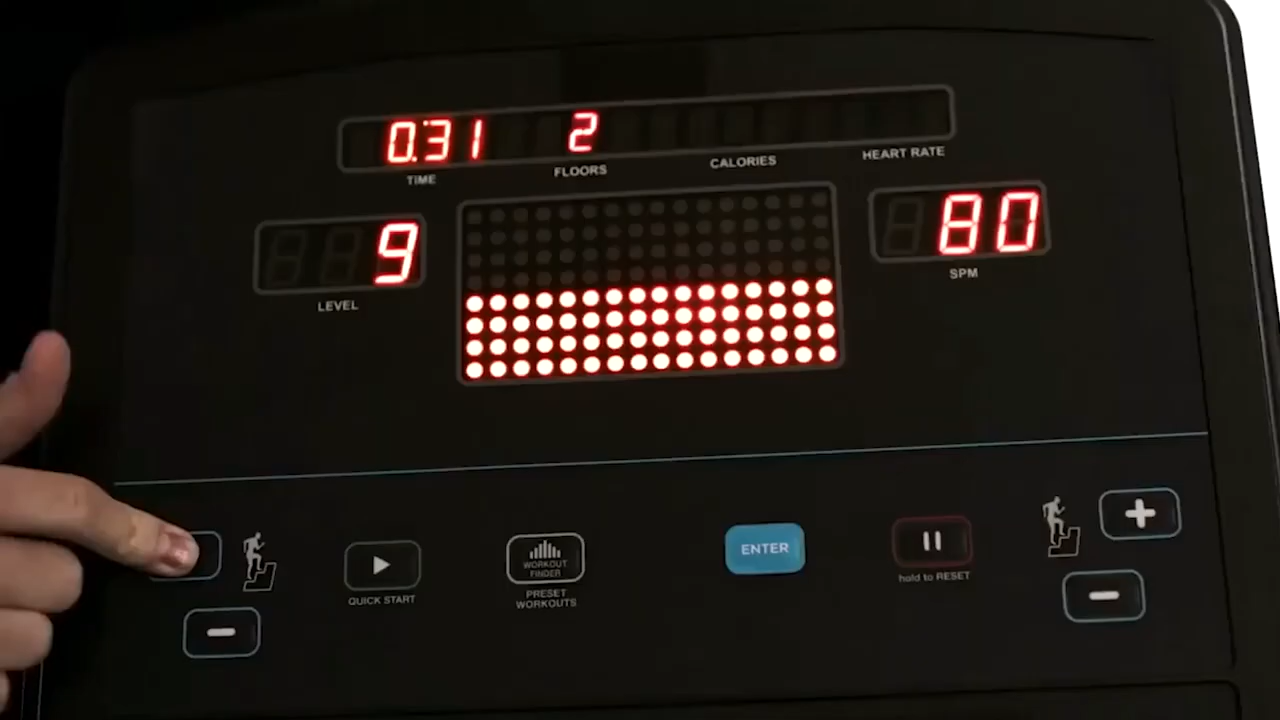 0:31 2
TIME FLOORS CALORIES HEART RATE
9 80
LEVEL SPM
WORKOUT
FINDER
ENTER
QUICK START
PRESET
WORKOUTS
hold to RESET
+
-
-